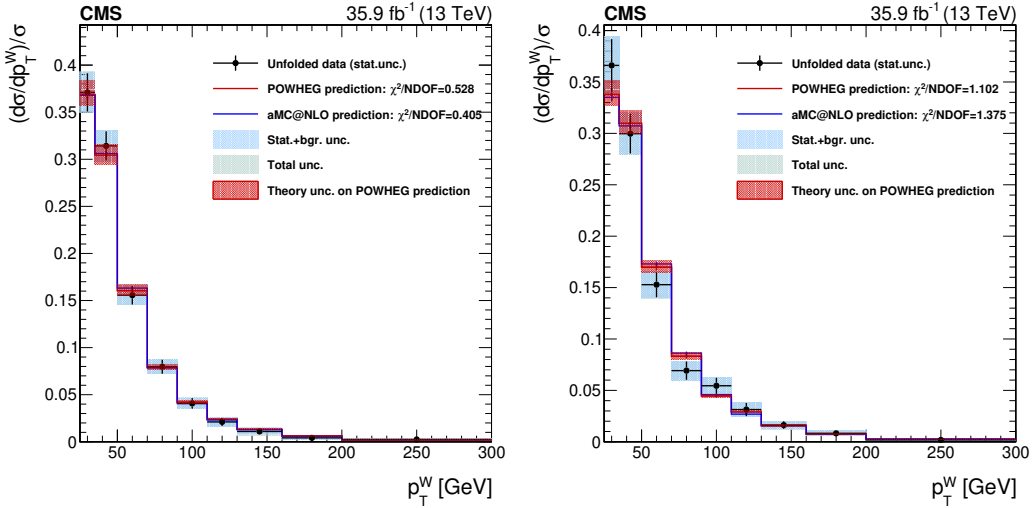 CMS 35.9 fb⁻¹ (13 TeV)
(dσ/dp_T^W)/σ
0.4
0.35
0.3
0.25
0.2
0.15
0.1
0.05
0
Unfolded data (stat.unc.)
POWHEG prediction: χ²/NDOF=0.528
aMC@NLO prediction: χ²/NDOF=0.405
Stat.+bgr. unc.
Total unc.
Theory unc. on POWHEG prediction
50 100 150 200 250 300
p_T^W [GeV]
CMS 35.9 fb⁻¹ (13 TeV)
(dσ/dp_T^W)/σ
0.4
0.35
0.3
0.25
0.2
0.15
0.1
0.05
0
Unfolded data (stat.unc.)
POWHEG prediction: χ²/NDOF=1.102
aMC@NLO prediction: χ²/NDOF=1.375
Stat.+bgr. unc.
Total unc.
Theory unc. on POWHEG prediction
50 100 150 200 250 300
p_T^W [GeV]